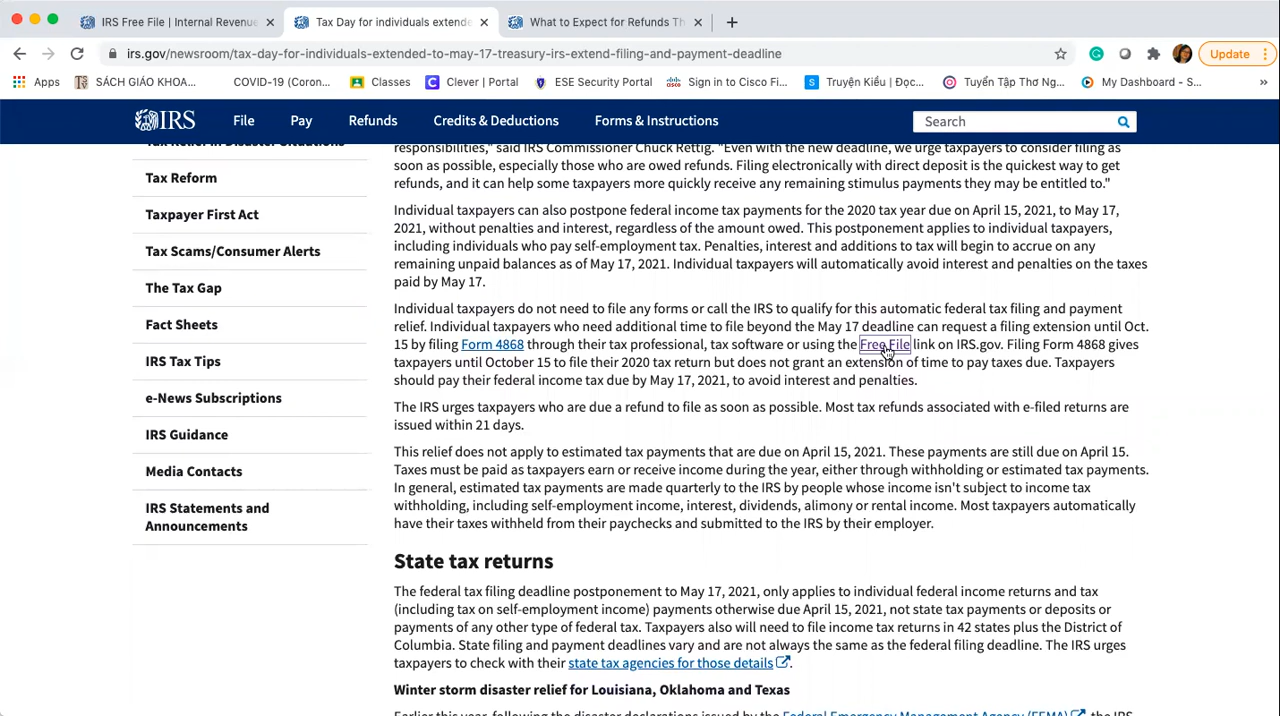 IRS Free File | Internal Revenue
Tax Day for individuals extende
What to Expect for Refunds Th
irs.gov/newsroom/tax-day-for-individuals-extended-to-may-17-treasury-irs-extend-filing-and-payment-deadline
Update
Apps SÁCH GIÁO KHOA... COVID-19 (Coron... Classes Clever | Portal ESE Security Portal Sign in to Cisco Fi... Truyện Kiều | Đọc... Tuyển Tập Thơ Ng... My Dashboard - S... »
IRS File Pay Refunds Credits & Deductions Forms & Instructions Search
Tax Relief in Disaster Situations
Tax Reform
Taxpayer First Act
Tax Scams/Consumer Alerts
The Tax Gap
Fact Sheets
IRS Tax Tips
e-News Subscriptions
IRS Guidance
Media Contacts
IRS Statements and
Announcements
responsibilities," said IRS Commissioner Chuck Rettig. "Even with the new deadline, we urge taxpayers to consider filing as
soon as possible, especially those who are owed refunds. Filing electronically with direct deposit is the quickest way to get
refunds, and it can help some taxpayers more quickly receive any remaining stimulus payments they may be entitled to."
Individual taxpayers can also postpone federal income tax payments for the 2020 tax year due on April 15, 2021, to May 17,
2021, without penalties and interest, regardless of the amount owed. This postponement applies to individual taxpayers,
including individuals who pay self-employment tax. Penalties, interest and additions to tax will begin to accrue on any
remaining unpaid balances as of May 17, 2021. Individual taxpayers will automatically avoid interest and penalties on the taxes
paid by May 17.
Individual taxpayers do not need to file any forms or call the IRS to qualify for this automatic federal tax filing and payment
relief. Individual taxpayers who need additional time to file beyond the May 17 deadline can request a filing extension until Oct.
15 by filing Form 4868 through their tax professional, tax software or using the Free File link on IRS.gov. Filing Form 4868 gives
taxpayers until October 15 to file their 2020 tax return but does not grant an extension of time to pay taxes due. Taxpayers
should pay their federal income tax due by May 17, 2021, to avoid interest and penalties.
The IRS urges taxpayers who are due a refund to file as soon as possible. Most tax refunds associated with e-filed returns are
issued within 21 days.
This relief does not apply to estimated tax payments that are due on April 15, 2021. These payments are still due on April 15.
Taxes must be paid as taxpayers earn or receive income during the year, either through withholding or estimated tax payments.
In general, estimated tax payments are made quarterly to the IRS by people whose income isn't subject to income tax
withholding, including self-employment income, interest, dividends, alimony or rental income. Most taxpayers automatically
have their taxes withheld from their paychecks and submitted to the IRS by their employer.
State tax returns
The federal tax filing deadline postponement to May 17, 2021, only applies to individual federal income returns and tax
(including tax on self-employment income) payments otherwise due April 15, 2021, not state tax payments or deposits or
payments of any other type of federal tax. Taxpayers also will need to file income tax returns in 42 states plus the District of
Columbia. State filing and payment deadlines vary and are not always the same as the federal filing deadline. The IRS urges
taxpayers to check with their state tax agencies for those details.
Winter storm disaster relief for Louisiana, Oklahoma and Texas
Earlier this year, following the disaster declarations issued by the Federal Emergency Management Agency (FEMA), the IRS